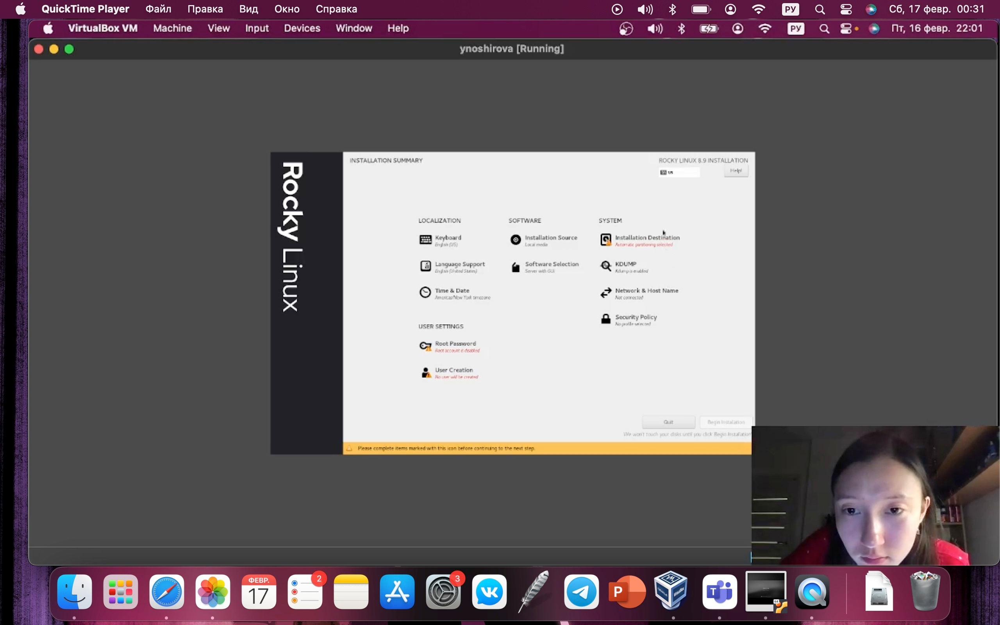 QuickTime Player Файл Правка Вид Окно Справка РУ Сб, 17 февр. 00:31
VirtualBox VM Machine View Input Devices Window Help РУ Пт, 16 февр. 22:01
ynoshirova [Running]
Rocky Linux
INSTALLATION SUMMARY
ROCKY LINUX 8.9 INSTALLATION
us
Help!
LOCALIZATION
Keyboard
English (US)
Language Support
English (United States)
Time & Date
Americas/New York timezone
SOFTWARE
Installation Source
Local media
Software Selection
Server with GUI
SYSTEM
Installation Destination
Automatic partitioning selected
KDUMP
Kdump is enabled
Network & Host Name
Not connected
Security Policy
No profile selected
USER SETTINGS
Root Password
Root account is disabled
User Creation
No user will be created
Quit
Begin Installation
We won't touch your disks until you click 'Begin Installation'
Please complete items marked with this icon before continuing to the next step.
ФЕВР.
17
2
3
P
ORACLE
VirtualBox
T
64